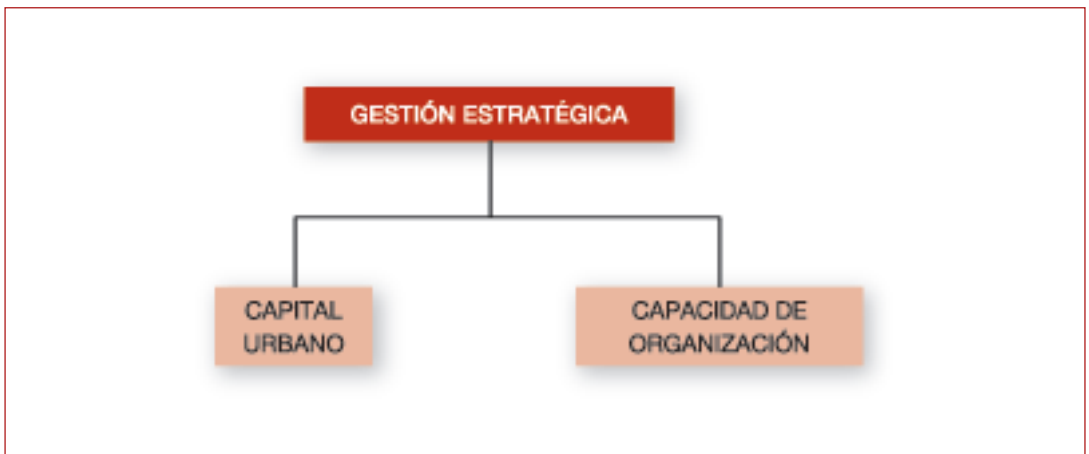 GESTIÓN ESTRATÉGICA
CAPITAL
URBANO
CAPACIDAD DE
ORGANIZACIÓN